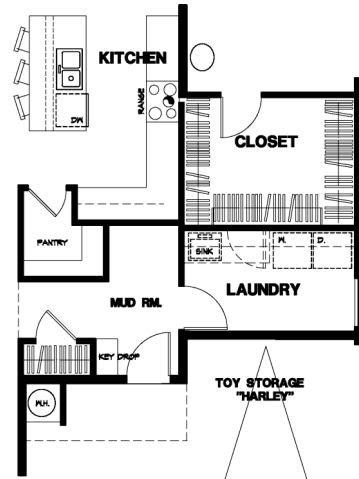 KITCHEN
RANGE
DW
CLOSET
PANTRY
SINK
W.
D.
LAUNDRY
MUD RM.
KEY DROP
W.H.
TOY STORAGE
"HARLEY"